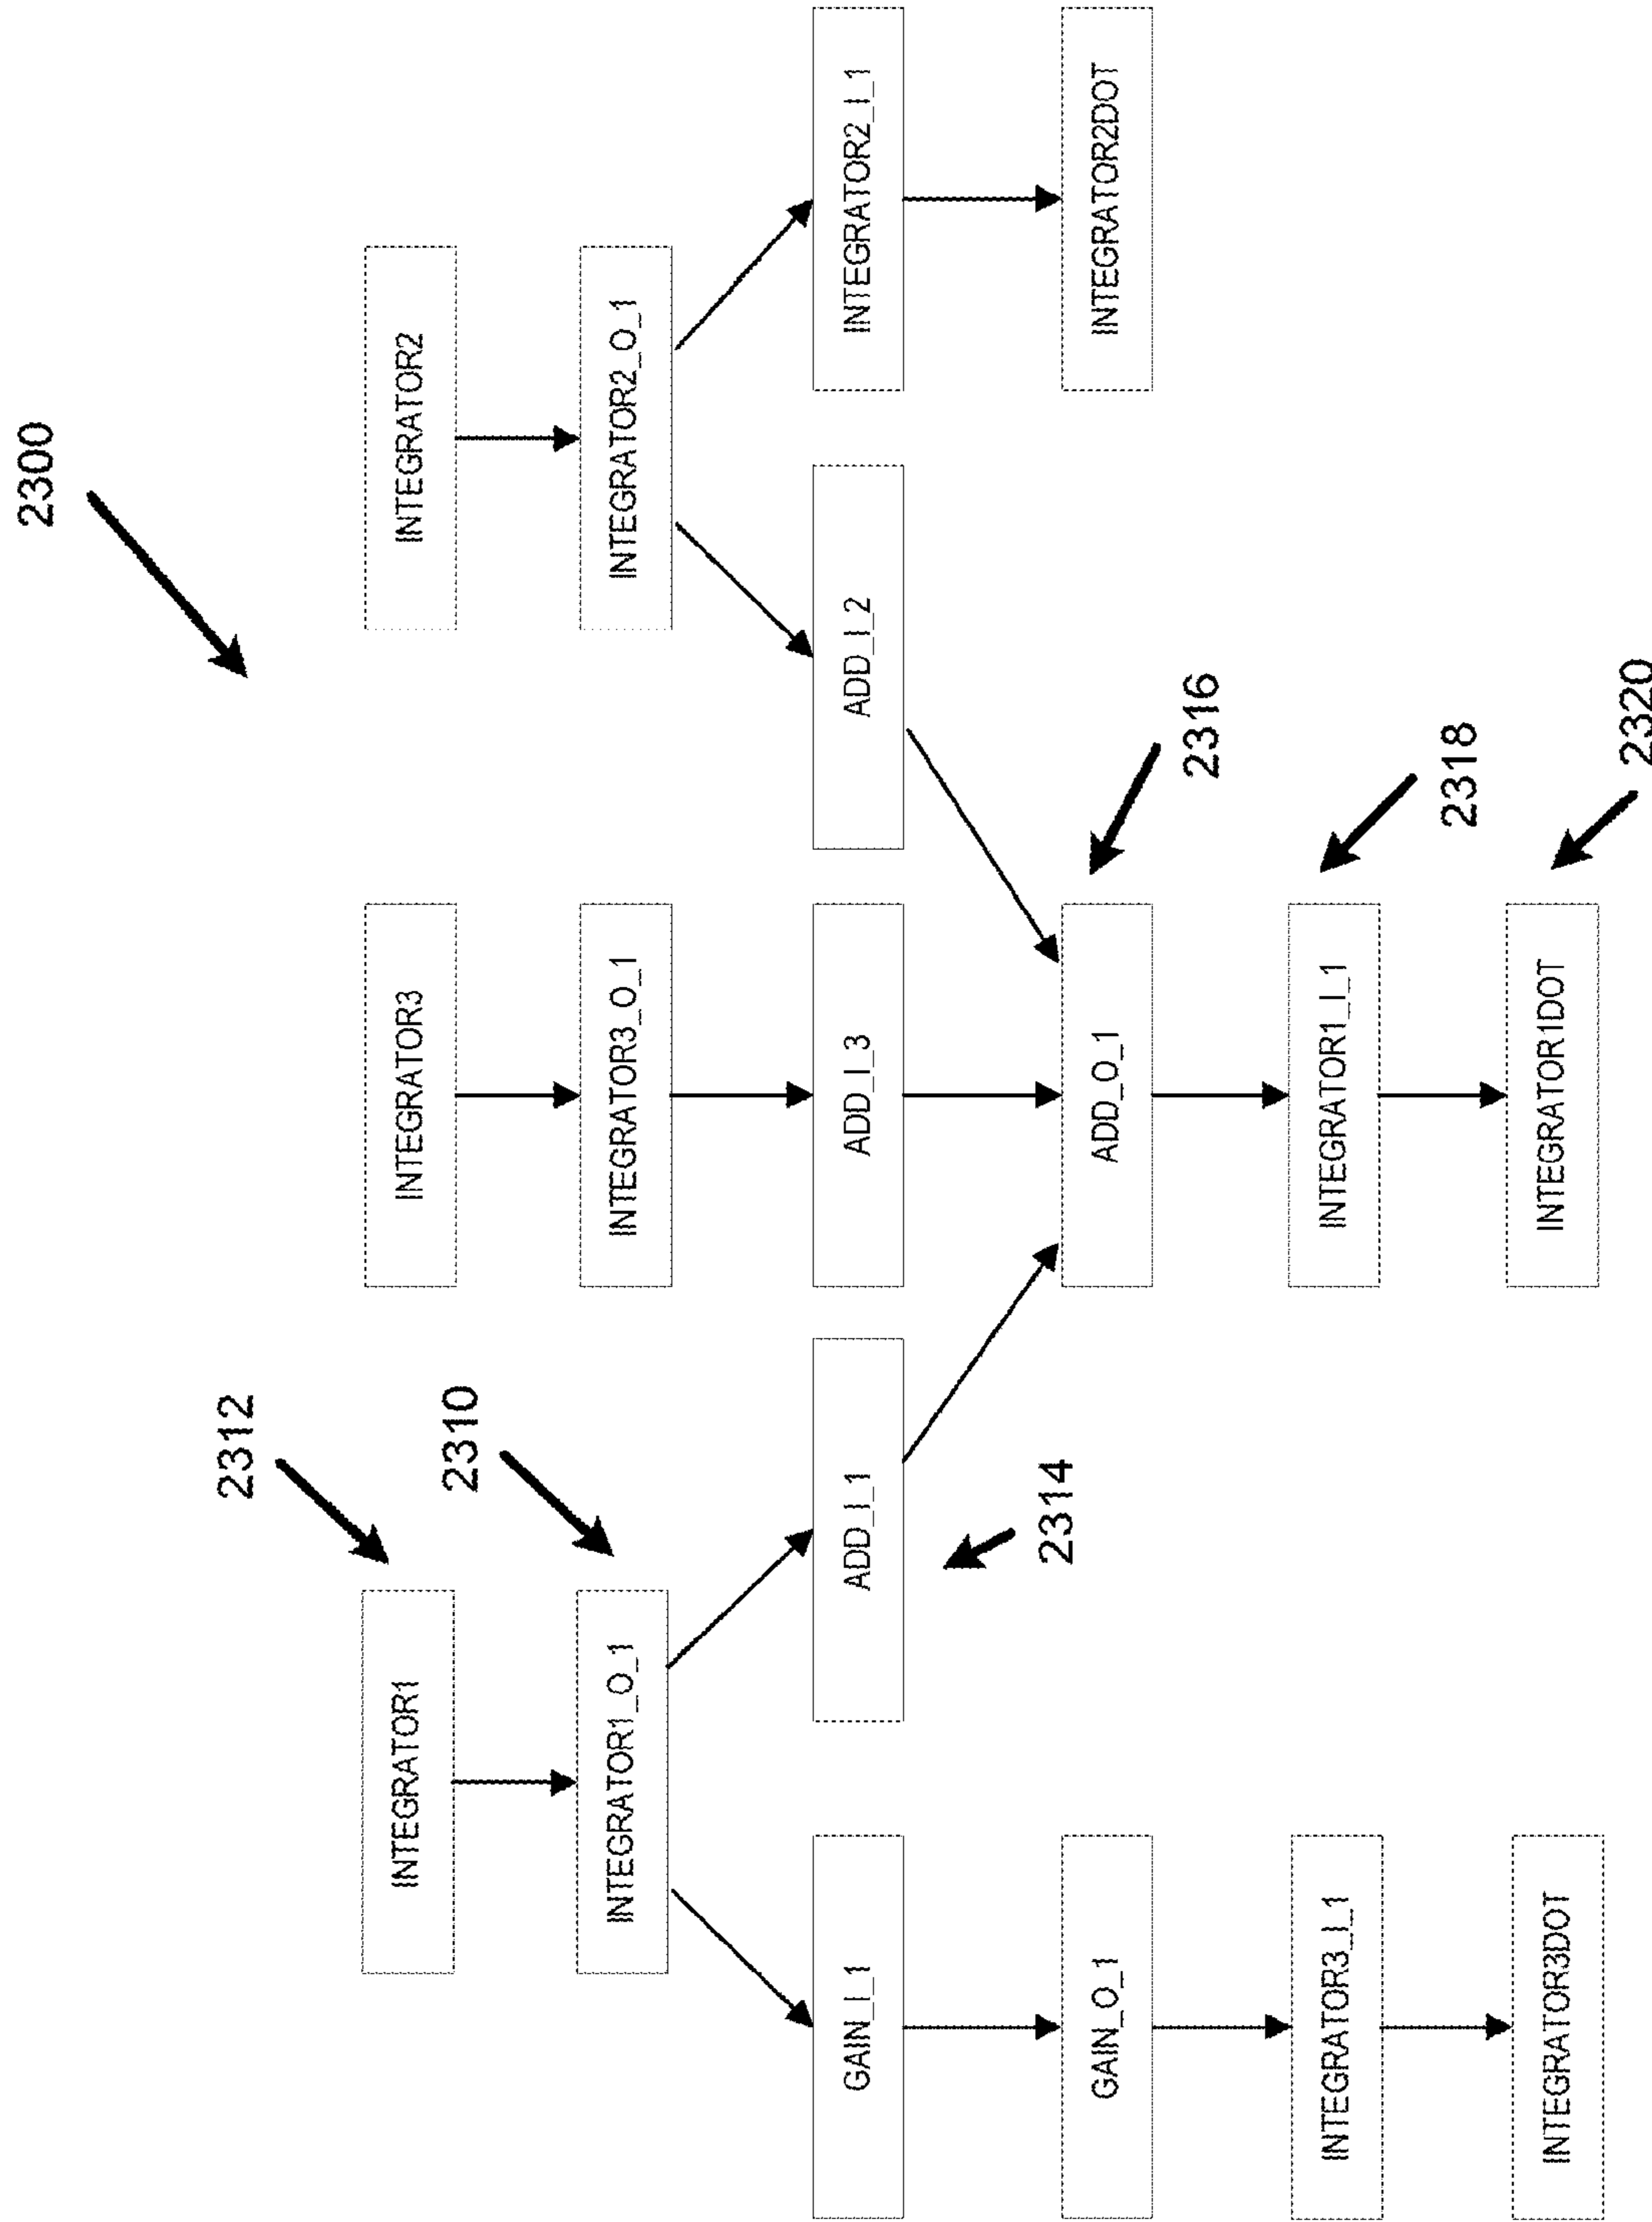 2300
2312
INTEGRATOR1
INTEGRATOR3
INTEGRATOR2
2310
INTEGRATOR1_O_1
INTEGRATOR3_O_1
INTEGRATOR2_O_1
GAIN_I_1
ADD_I_1
ADD_I_3
ADD_I_2
INTEGRATOR2_I_1
2314
GAIN_O_1
ADD_O_1
2316
INTEGRATOR2DOT
INTEGRATOR3_I_1
INTEGRATOR1_I_1
2318
INTEGRATOR3DOT
INTEGRATOR1DOT
2320